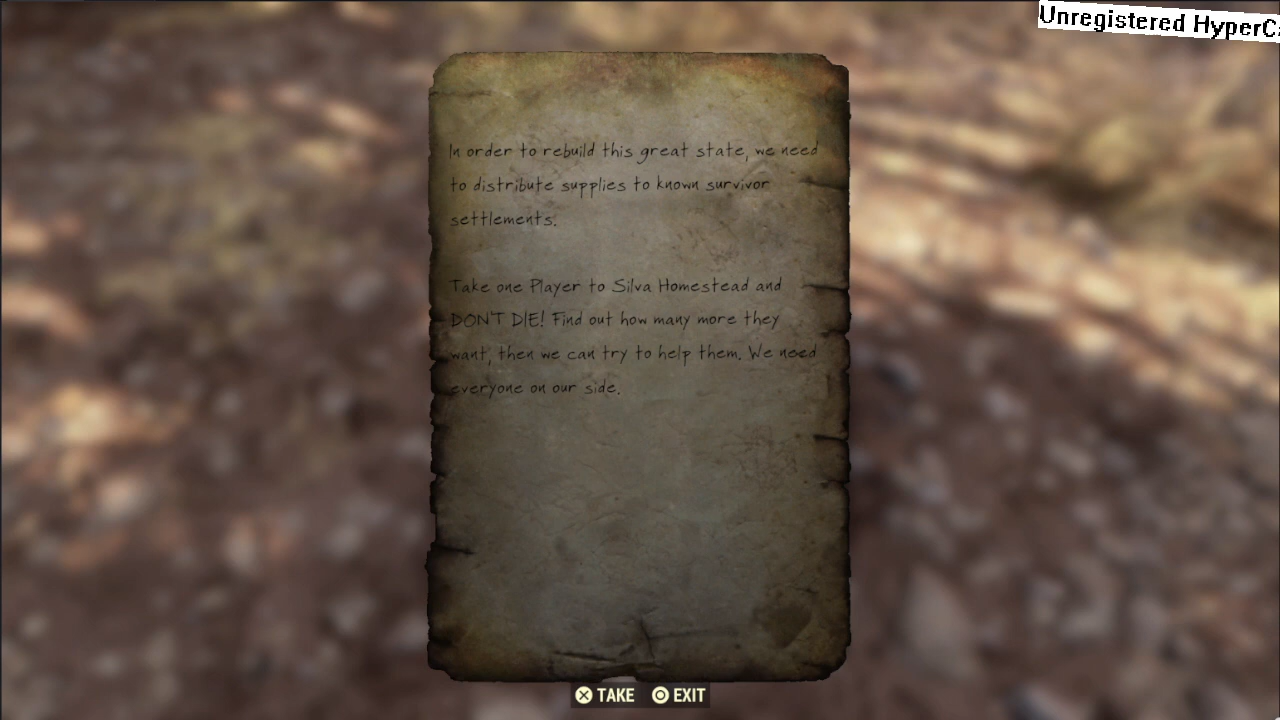 Unregistered HyperCa
In order to rebuild this great state, we need
to distribute supplies to known survivor
settlements.
Take one Player to Silva Homestead and
DON'T DIE! Find out how many more they
want, then we can try to help them. We need
everyone on our side.
TAKE EXIT